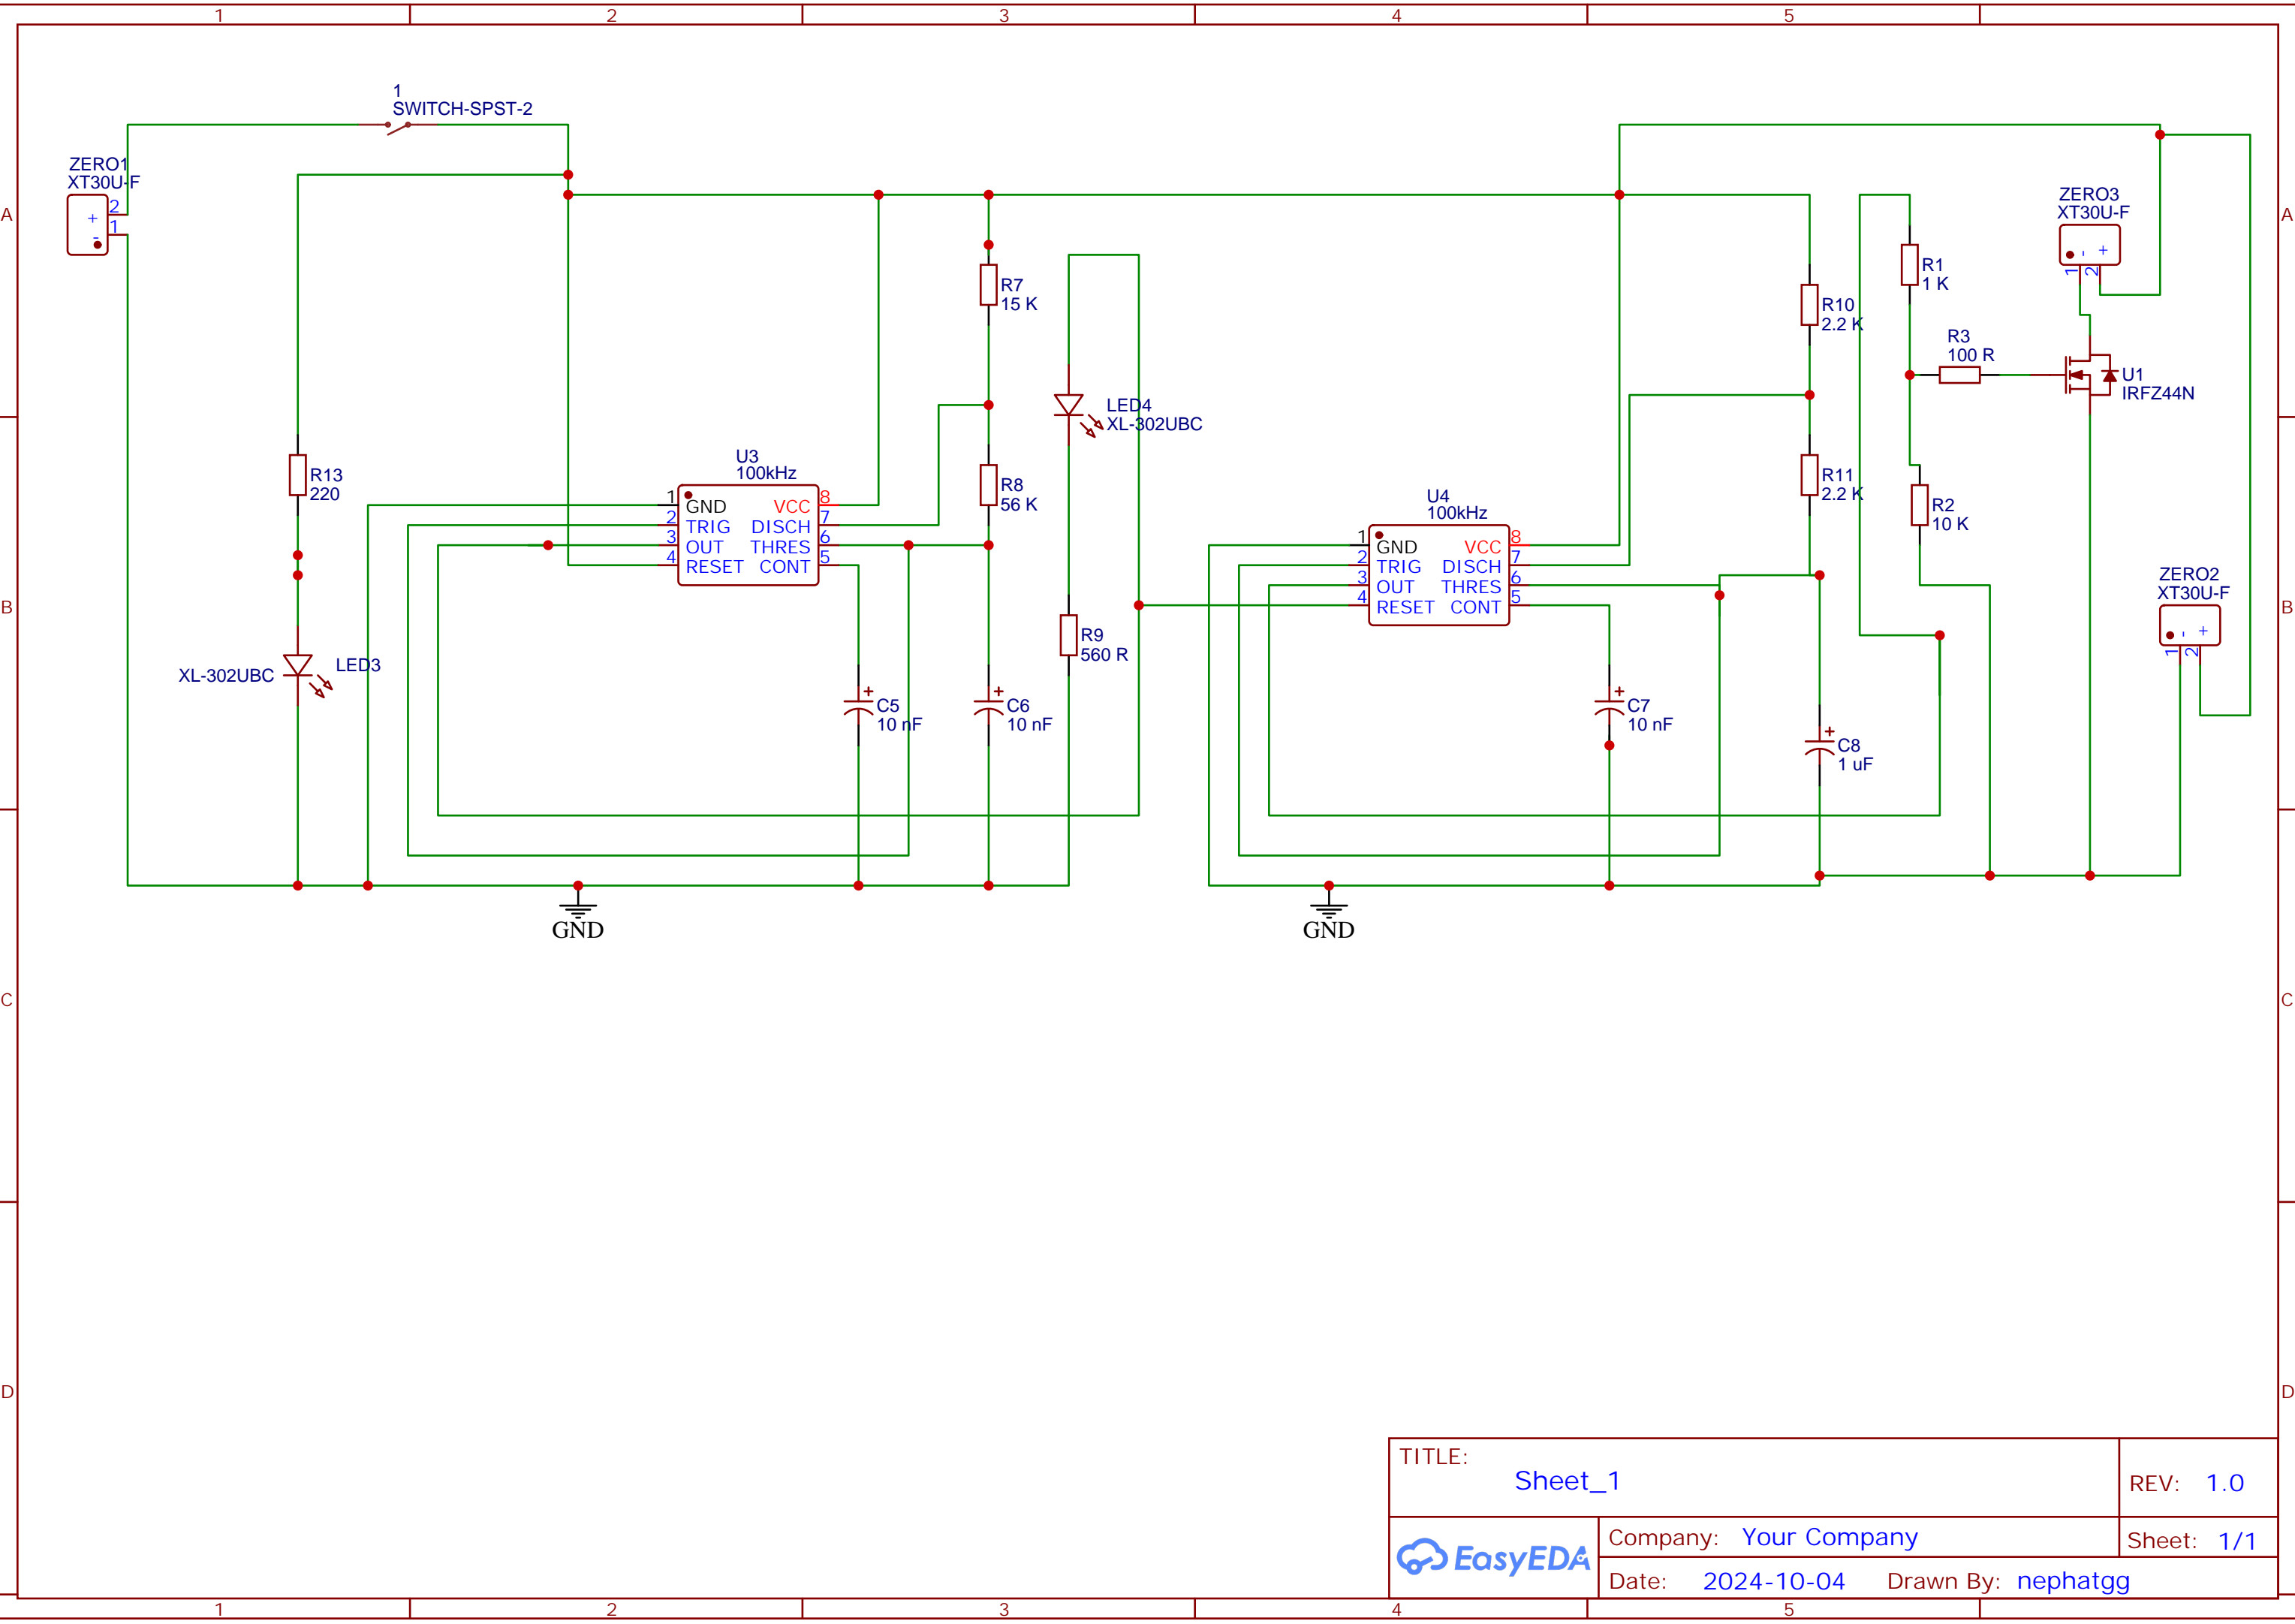 1 2 3 4 5
1
SWITCH-SPST-2
ZERO1
XT30U-F
2
+
1
-
A
A
ZERO3
XT30U-F
- +
1 2
R7
15 K
R1
1 K
R10
2.2 K
R3
100 R
U1
IRFZ44N
LED4
XL-302UBC
R13
220
U3
100kHz
1 GND VCC 8
2 TRIG DISCH 7
3 OUT THRES 6
4 RESET CONT 5
R8
56 K
R11
2.2 K
U4
100kHz
1 GND VCC 8
2 TRIG DISCH 7
3 OUT THRES 6
4 RESET CONT 5
R2
10 K
ZERO2
XT30U-F
- +
1 2
B
B
R9
560 R
XL-302UBC
LED3
+
C5
10 nF
+
C6
10 nF
+
C7
10 nF
+
C8
1 uF
GND
GND
C
C
D
D
TITLE:
Sheet_1
REV: 1.0
EasyEDA
Company: Your Company
Sheet: 1/1
Date: 2024-10-04 Drawn By: nephatgg
1 2 3 4 5